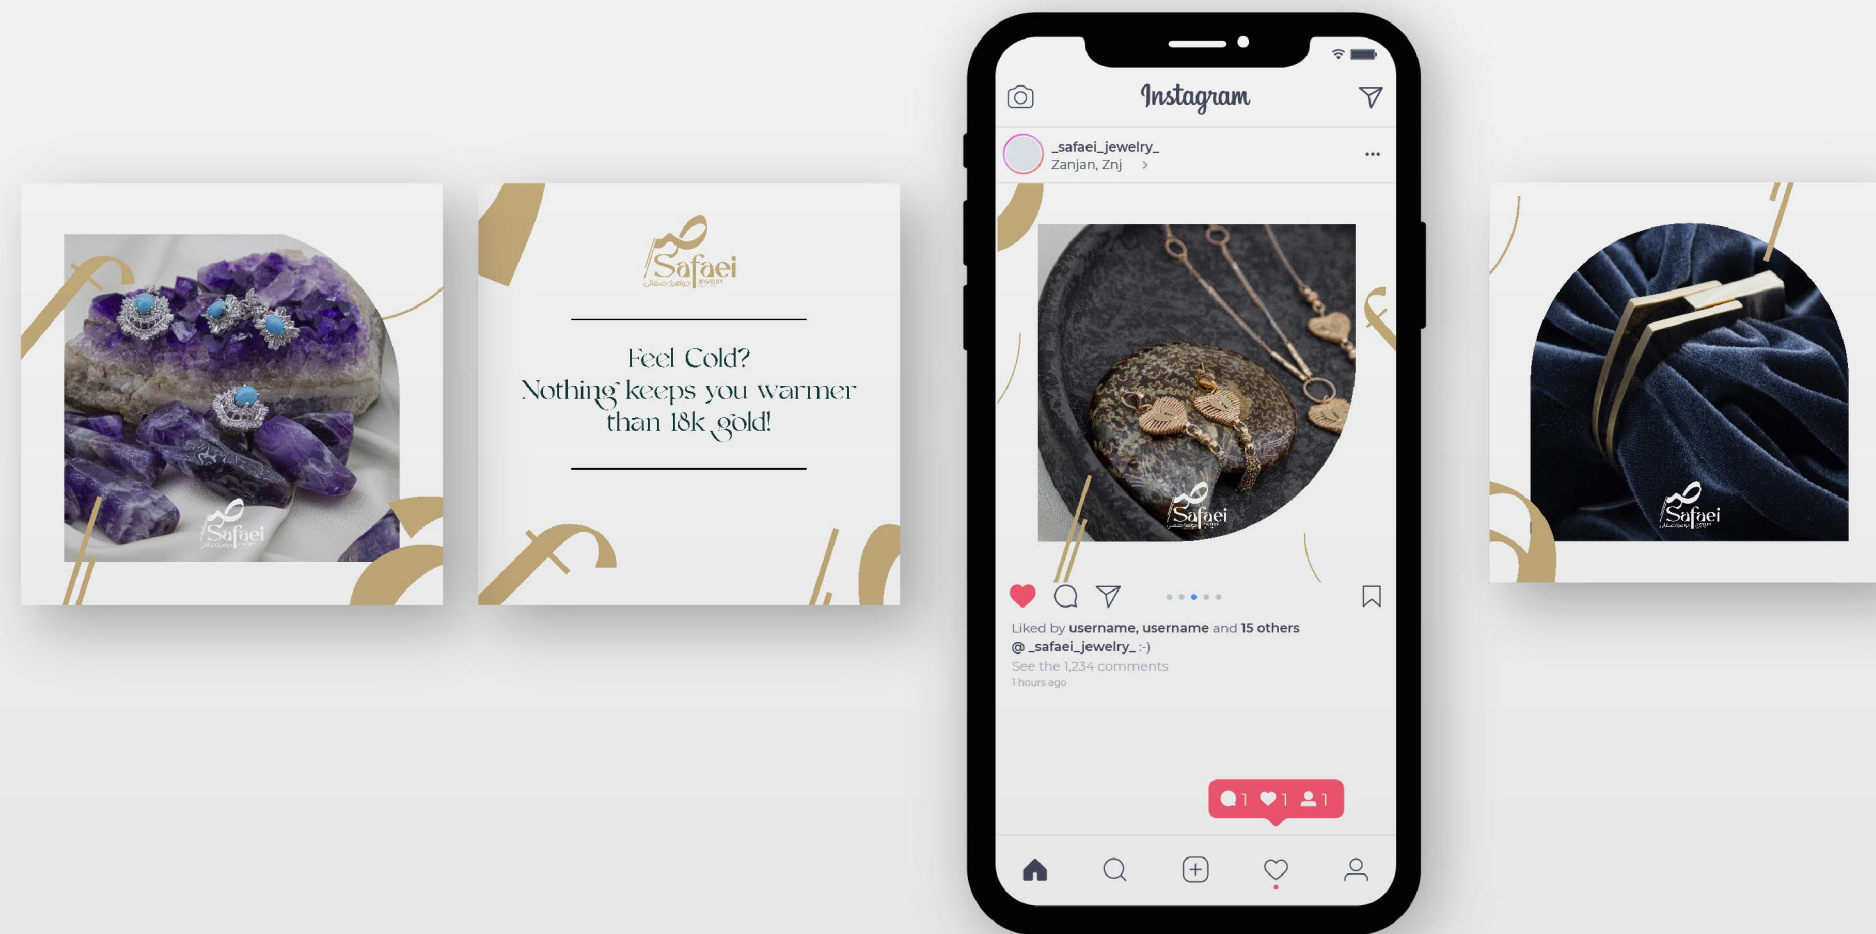 Safaei
Safaei
JEWELRY
Feel Cold?
Nothing keeps you warmer
than 18k gold!
Instagram
_safaei_jewelry_
Zanjan, Znj >
Safaei
Liked by username, username and 15 others
@ _safaei_jewelry_ :-)
See the 1,234 comments
1 hours ago
1 1 1
Safaei